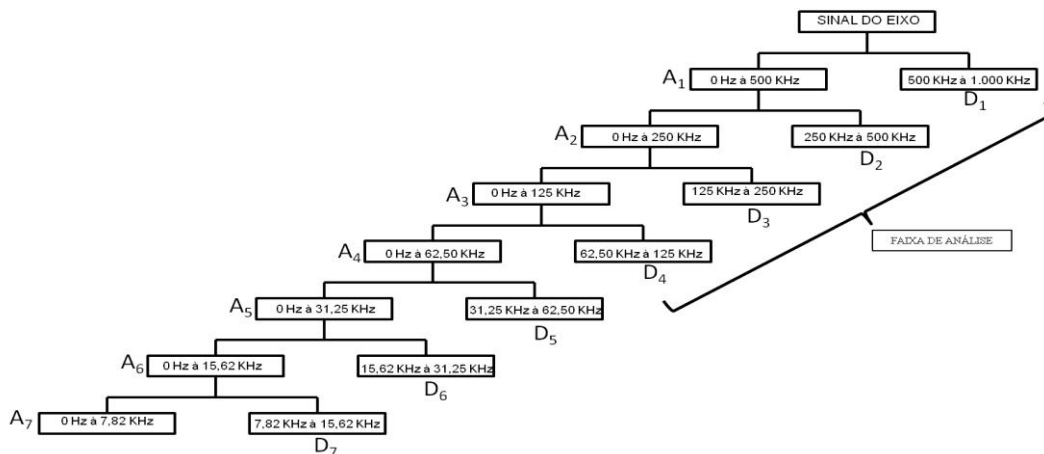 SINAL DO EIXO
A1 0 Hz à 500 KHz
500 KHz à 1.000 KHz
D1
A2 0 Hz à 250 KHz
250 KHz à 500 KHz
D2
A3 0 Hz à 125 KHz
125 KHz à 250 KHz
D3
FAIXA DE ANÁLISE
A4 0 Hz à 62,50 KHz
62,50 KHz à 125 KHz
D4
A5 0 Hz à 31,25 KHz
31,25 KHz à 62,50 KHz
D5
A6 0 Hz à 15,62 KHz
15,62 KHz à 31,25 KHz
D6
A7 0 Hz à 7,82 KHz
7,82 KHz à 15,62 KHz
D7